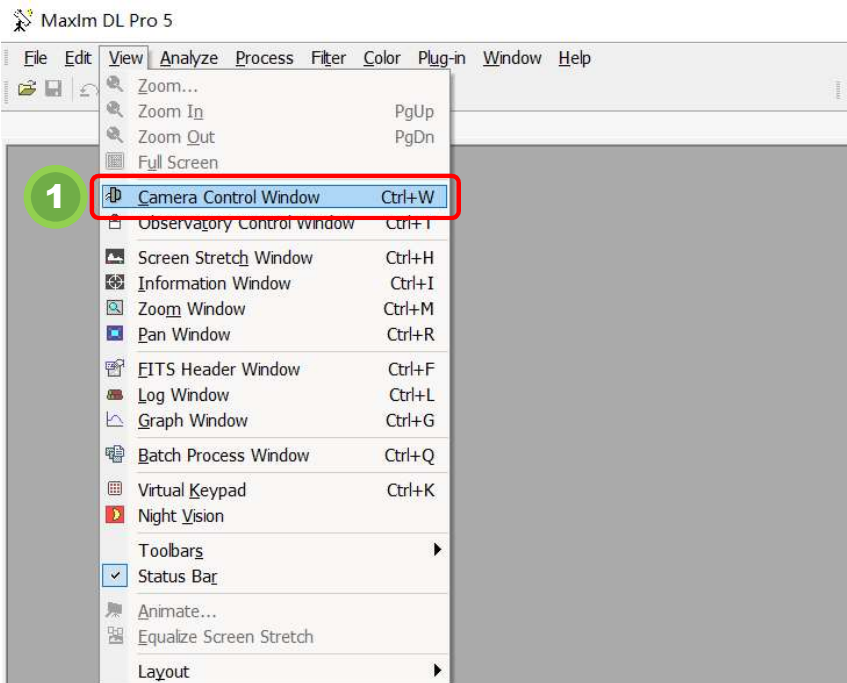 MaxIm DL Pro 5
File Edit View Analyze Process Filter Color Plug-in Window Help
Zoom...
Zoom In PgUp
Zoom Out PgDn
Full Screen
1 Camera Control Window Ctrl+W
Observatory Control Window Ctrl+T
Screen Stretch Window Ctrl+H
Information Window Ctrl+I
Zoom Window Ctrl+M
Pan Window Ctrl+R
FITS Header Window Ctrl+F
Log Window Ctrl+L
Graph Window Ctrl+G
Batch Process Window Ctrl+Q
Virtual Keypad Ctrl+K
Night Vision
Toolbars
Status Bar
Animate...
Equalize Screen Stretch
Layout